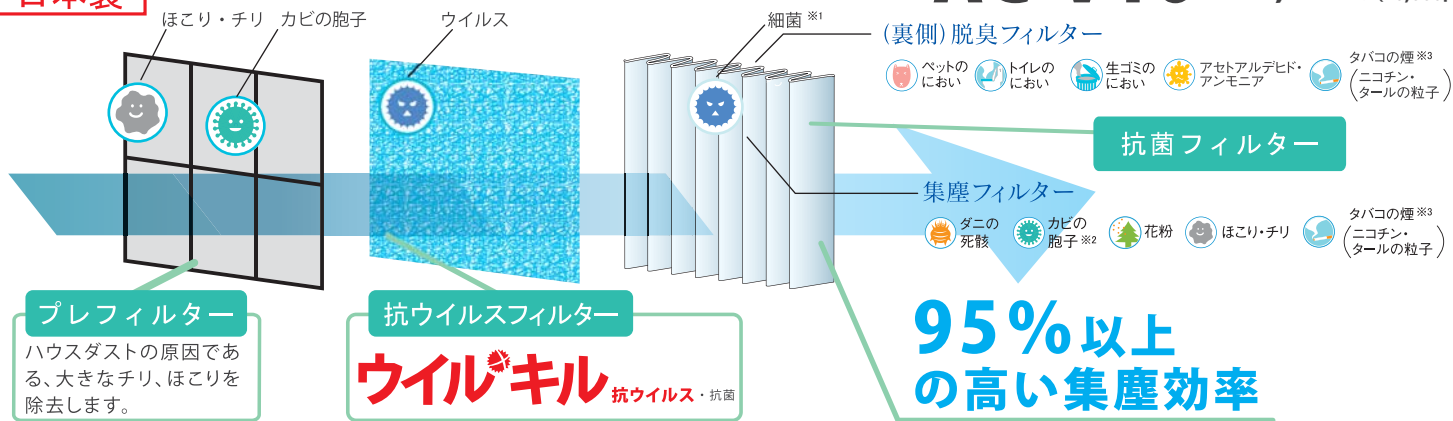 日本製
ほこり・チリ
カビの胞子
ウイルス
細菌※1
(裏側)脱臭フィルター
ペットの
におい
トイレの
におい
生ゴミの
におい
アセトアルデヒド・
アンモニア
タバコの煙※3
(ニコチン・
タールの粒子)
抗菌フィルター
集塵フィルター
ダニの
死骸
カビの
胞子※2
花粉
ほこり・チリ
タバコの煙※3
(ニコチン・
タールの粒子)
プレフィルター
ハウスダストの原因であ
る、大きなチリ、ほこりを
除去します。
抗ウイルスフィルター
ウイルキル 抗ウイルス・抗菌
95%以上
の高い集塵効率